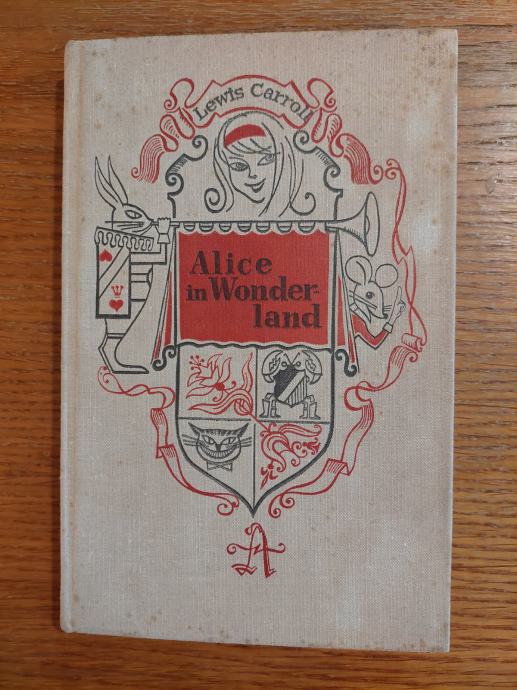 Lewis Carroll
Alice
in Wonder-
land
A